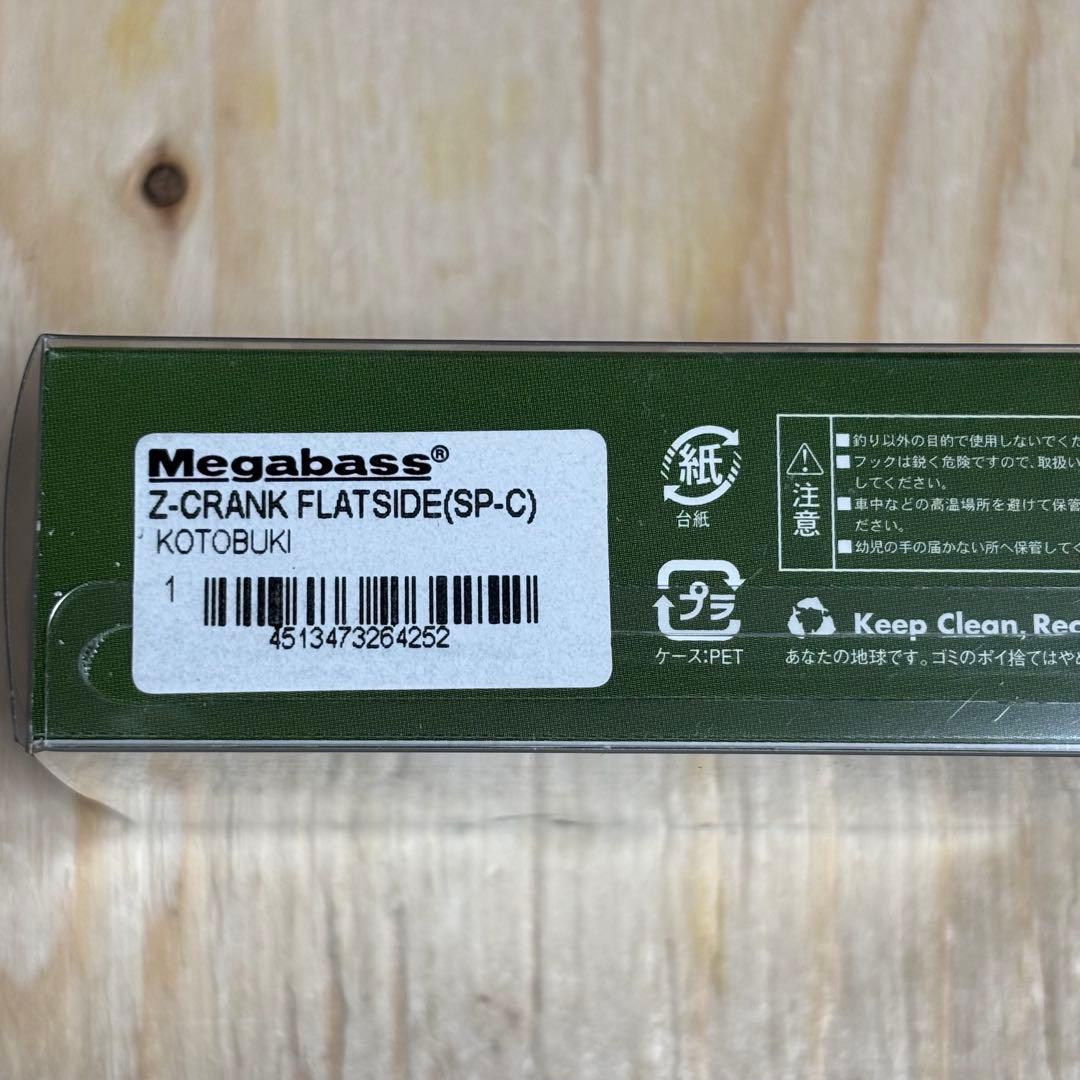 Megabass®
Z-CRANK FLATSIDE(SP-C)
KOTOBUKI
1
4513473264252
紙
台紙
プラ
ケース:PET
注意
■釣り以外の目的で使用しないでくだ
■フックは鋭く危険ですので、取扱い
してください。
■車中などの高温場所を避けて保管
ださい。
■幼児の手の届かない所へ保管してく
Keep Clean, Rec
あなたの地球です。ゴミのポイ捨てはやめ